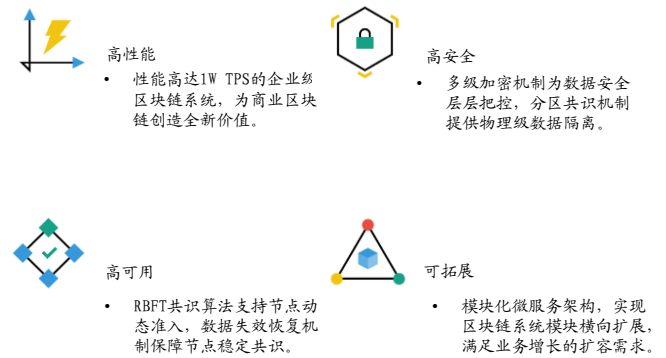 高性能
• 性能高达1W TPS的企业级
区块链系统，为商业区块
链创造全新价值。
高安全
• 多级加密机制为数据安全
层层把控，分区共识机制
提供物理级数据隔离。
高可用
• RBFT共识算法支持节点动
态准入，数据失效恢复机
制保障节点稳定共识。
可拓展
• 模块化微服务架构，实现
区块链系统模块横向扩展，
满足业务增长的扩容需求。